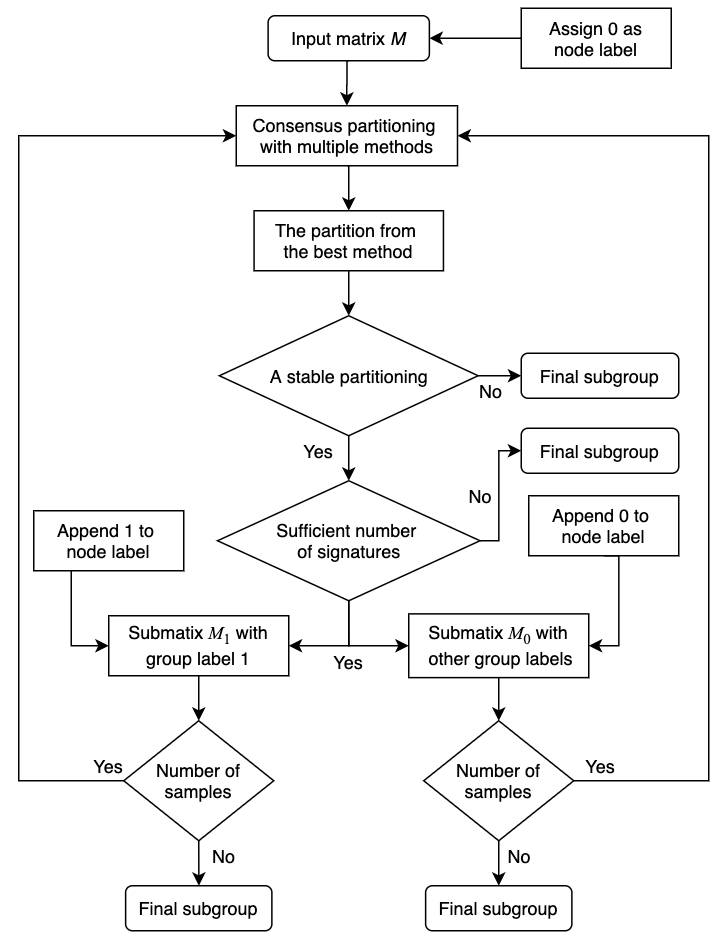 Input matrix M
Assign 0 as
node label
Consensus partitioning
with multiple methods
The partition from
the best method
A stable partitioning
No
Final subgroup
Yes
Final subgroup
No
Sufficient number
of signatures
Append 1 to
node label
Append 0 to
node label
Submatix M₁ with
group label 1
Yes
Submatix M₀ with
other group labels
Yes
Number of
samples
Number of
samples
Yes
No
No
Final subgroup
Final subgroup